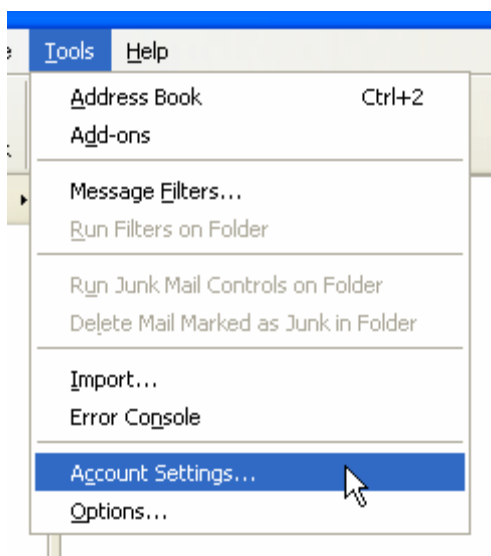 Tools Help
Address Book Ctrl+2
Add-ons
Message Filters...
Run Filters on Folder
Run Junk Mail Controls on Folder
Delete Mail Marked as Junk in Folder
Import...
Error Console
Account Settings...
Options...